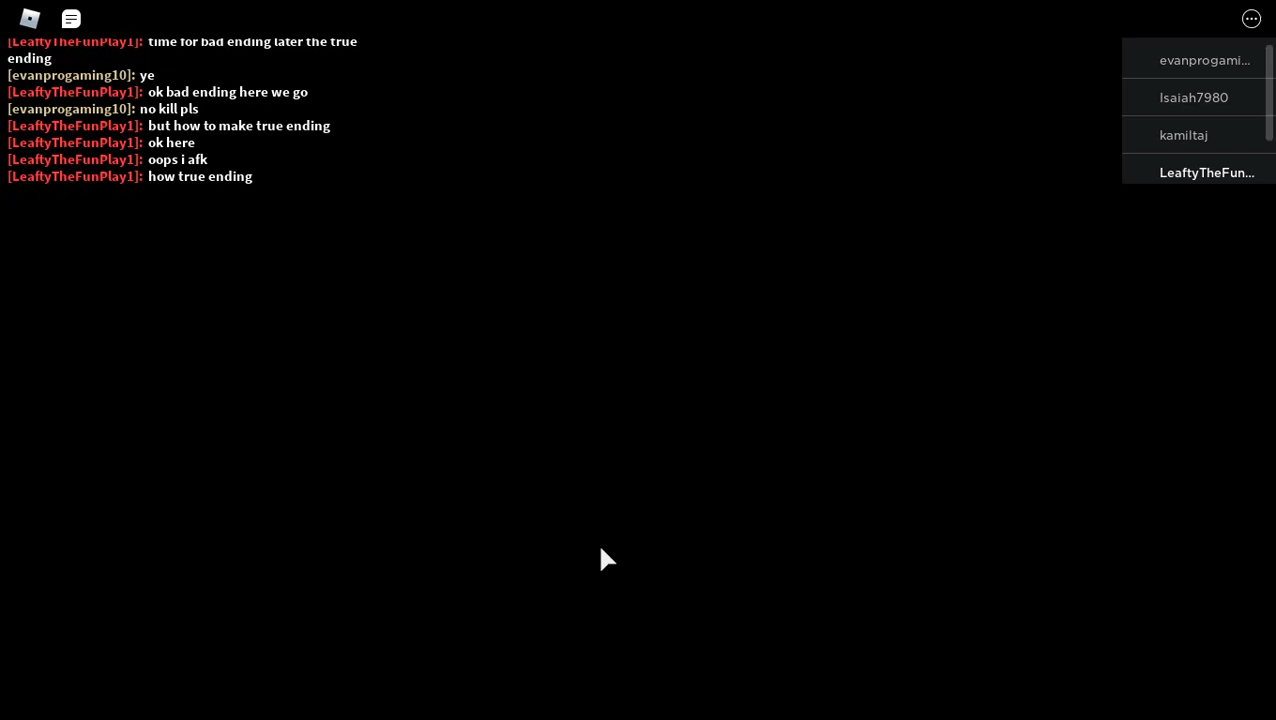 [LeaftyTheFunPlay1]: time for bad ending later the true
ending
[evanprogaming10]: ye
[LeaftyTheFunPlay1]: ok bad ending here we go
[evanprogaming10]: no kill pls
[LeaftyTheFunPlay1]: but how to make true ending
[LeaftyTheFunPlay1]: ok here
[LeaftyTheFunPlay1]: oops i afk
[LeaftyTheFunPlay1]: how true ending
evanprogami...
Isaiah7980
kamiltaj
LeaftyTheFun...